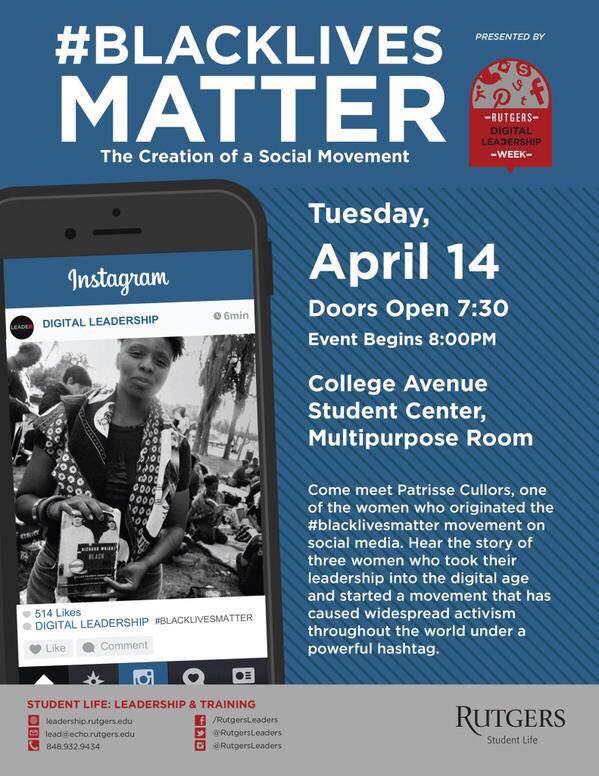 #BLACKLIVES
MATTER
The Creation of a Social Movement
PRESENTED BY
RUTGERS
DIGITAL
LEADERSHIP
WEEK
Tuesday,
April 14
Doors Open 7:30
Event Begins 8:00PM
College Avenue
Student Center,
Multipurpose Room
Come meet Patrisse Cullors, one
of the women who originated the
#blacklivesmatter movement on
social media. Hear the story of
three women who took their
leadership into the digital age
and started a movement that has
caused widespread activism
throughout the world under a
powerful hashtag.
Instagram
DIGITAL LEADERSHIP
6min
RICHARD WRIGHT
BLACK
514 Likes
DIGITAL LEADERSHIP #BLACKLIVESMATTER
Like
Comment
STUDENT LIFE: LEADERSHIP & TRAINING
leadership.rutgers.edu
lead@echo.rutgers.edu
848.932.9434
/RutgersLeaders
@RutgersLeaders
@RutgersLeaders
RUTGERS
Student Life